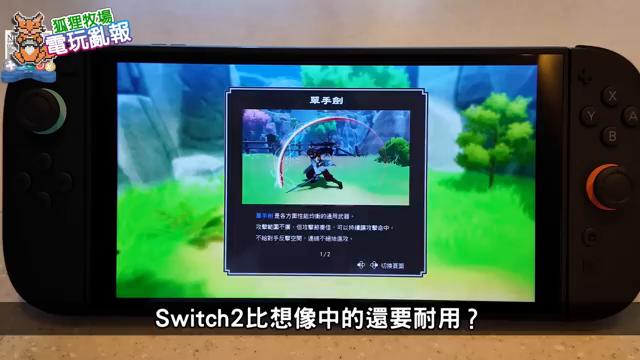 狐狸牧場
電玩亂報
單手劍
單手劍是各方面性能均衡的通用武器。
攻擊範圍不廣，但攻擊節奏佳，可以持續讓攻擊命中。
不給對手反擊空間，連綿不絕地進攻。
1/2
切換頁面
X
Y
A
B
Switch2比想像中的還要耐用？